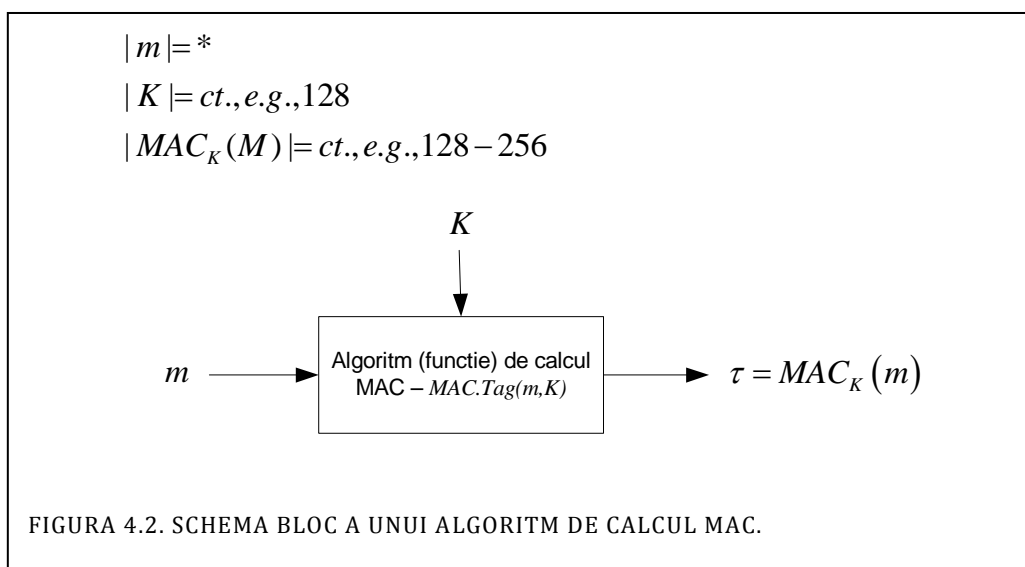 | m |= *
| K |= ct., e.g.,128
| MAC_K(M) |= ct., e.g.,128 − 256
K
m
Algoritm (functie) de calcul
MAC – MAC.Tag(m,K)
τ = MAC_K(m)
FIGURA 4.2. SCHEMA BLOC A UNUI ALGORITM DE CALCUL MAC.